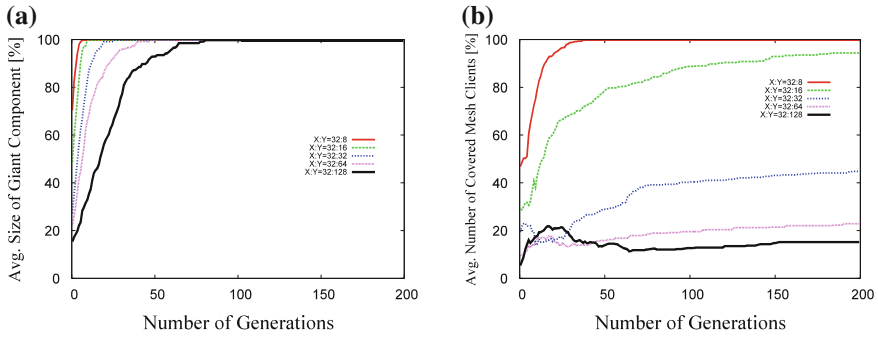 (a)
Avg. Size of Giant Component [%]
100
80
60
40
20
0
X:Y=32:8
X:Y=32:16
X:Y=32:32
X:Y=32:64
X:Y=32:128
0 50 100 150 200
Number of Generations
(b)
Avg. Number of Covered Mesh Clients [%]
100
80
60
40
20
0
X:Y=32:8
X:Y=32:16
X:Y=32:32
X:Y=32:64
X:Y=32:128
0 50 100 150 200
Number of Generations